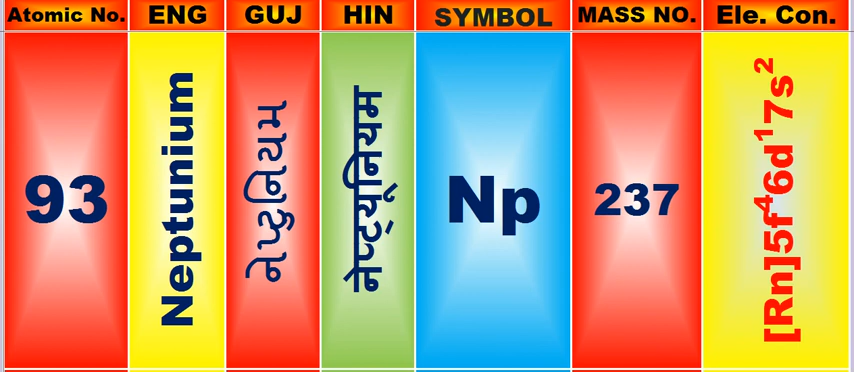 Atomic No. ENG GUJ HIN SYMBOL MASS NO. Ele. Con.
93 Neptunium નેપ્ટુનિયમ नेप्ट्यूनियम Np 237 [Rn]5f⁴6d¹7s²